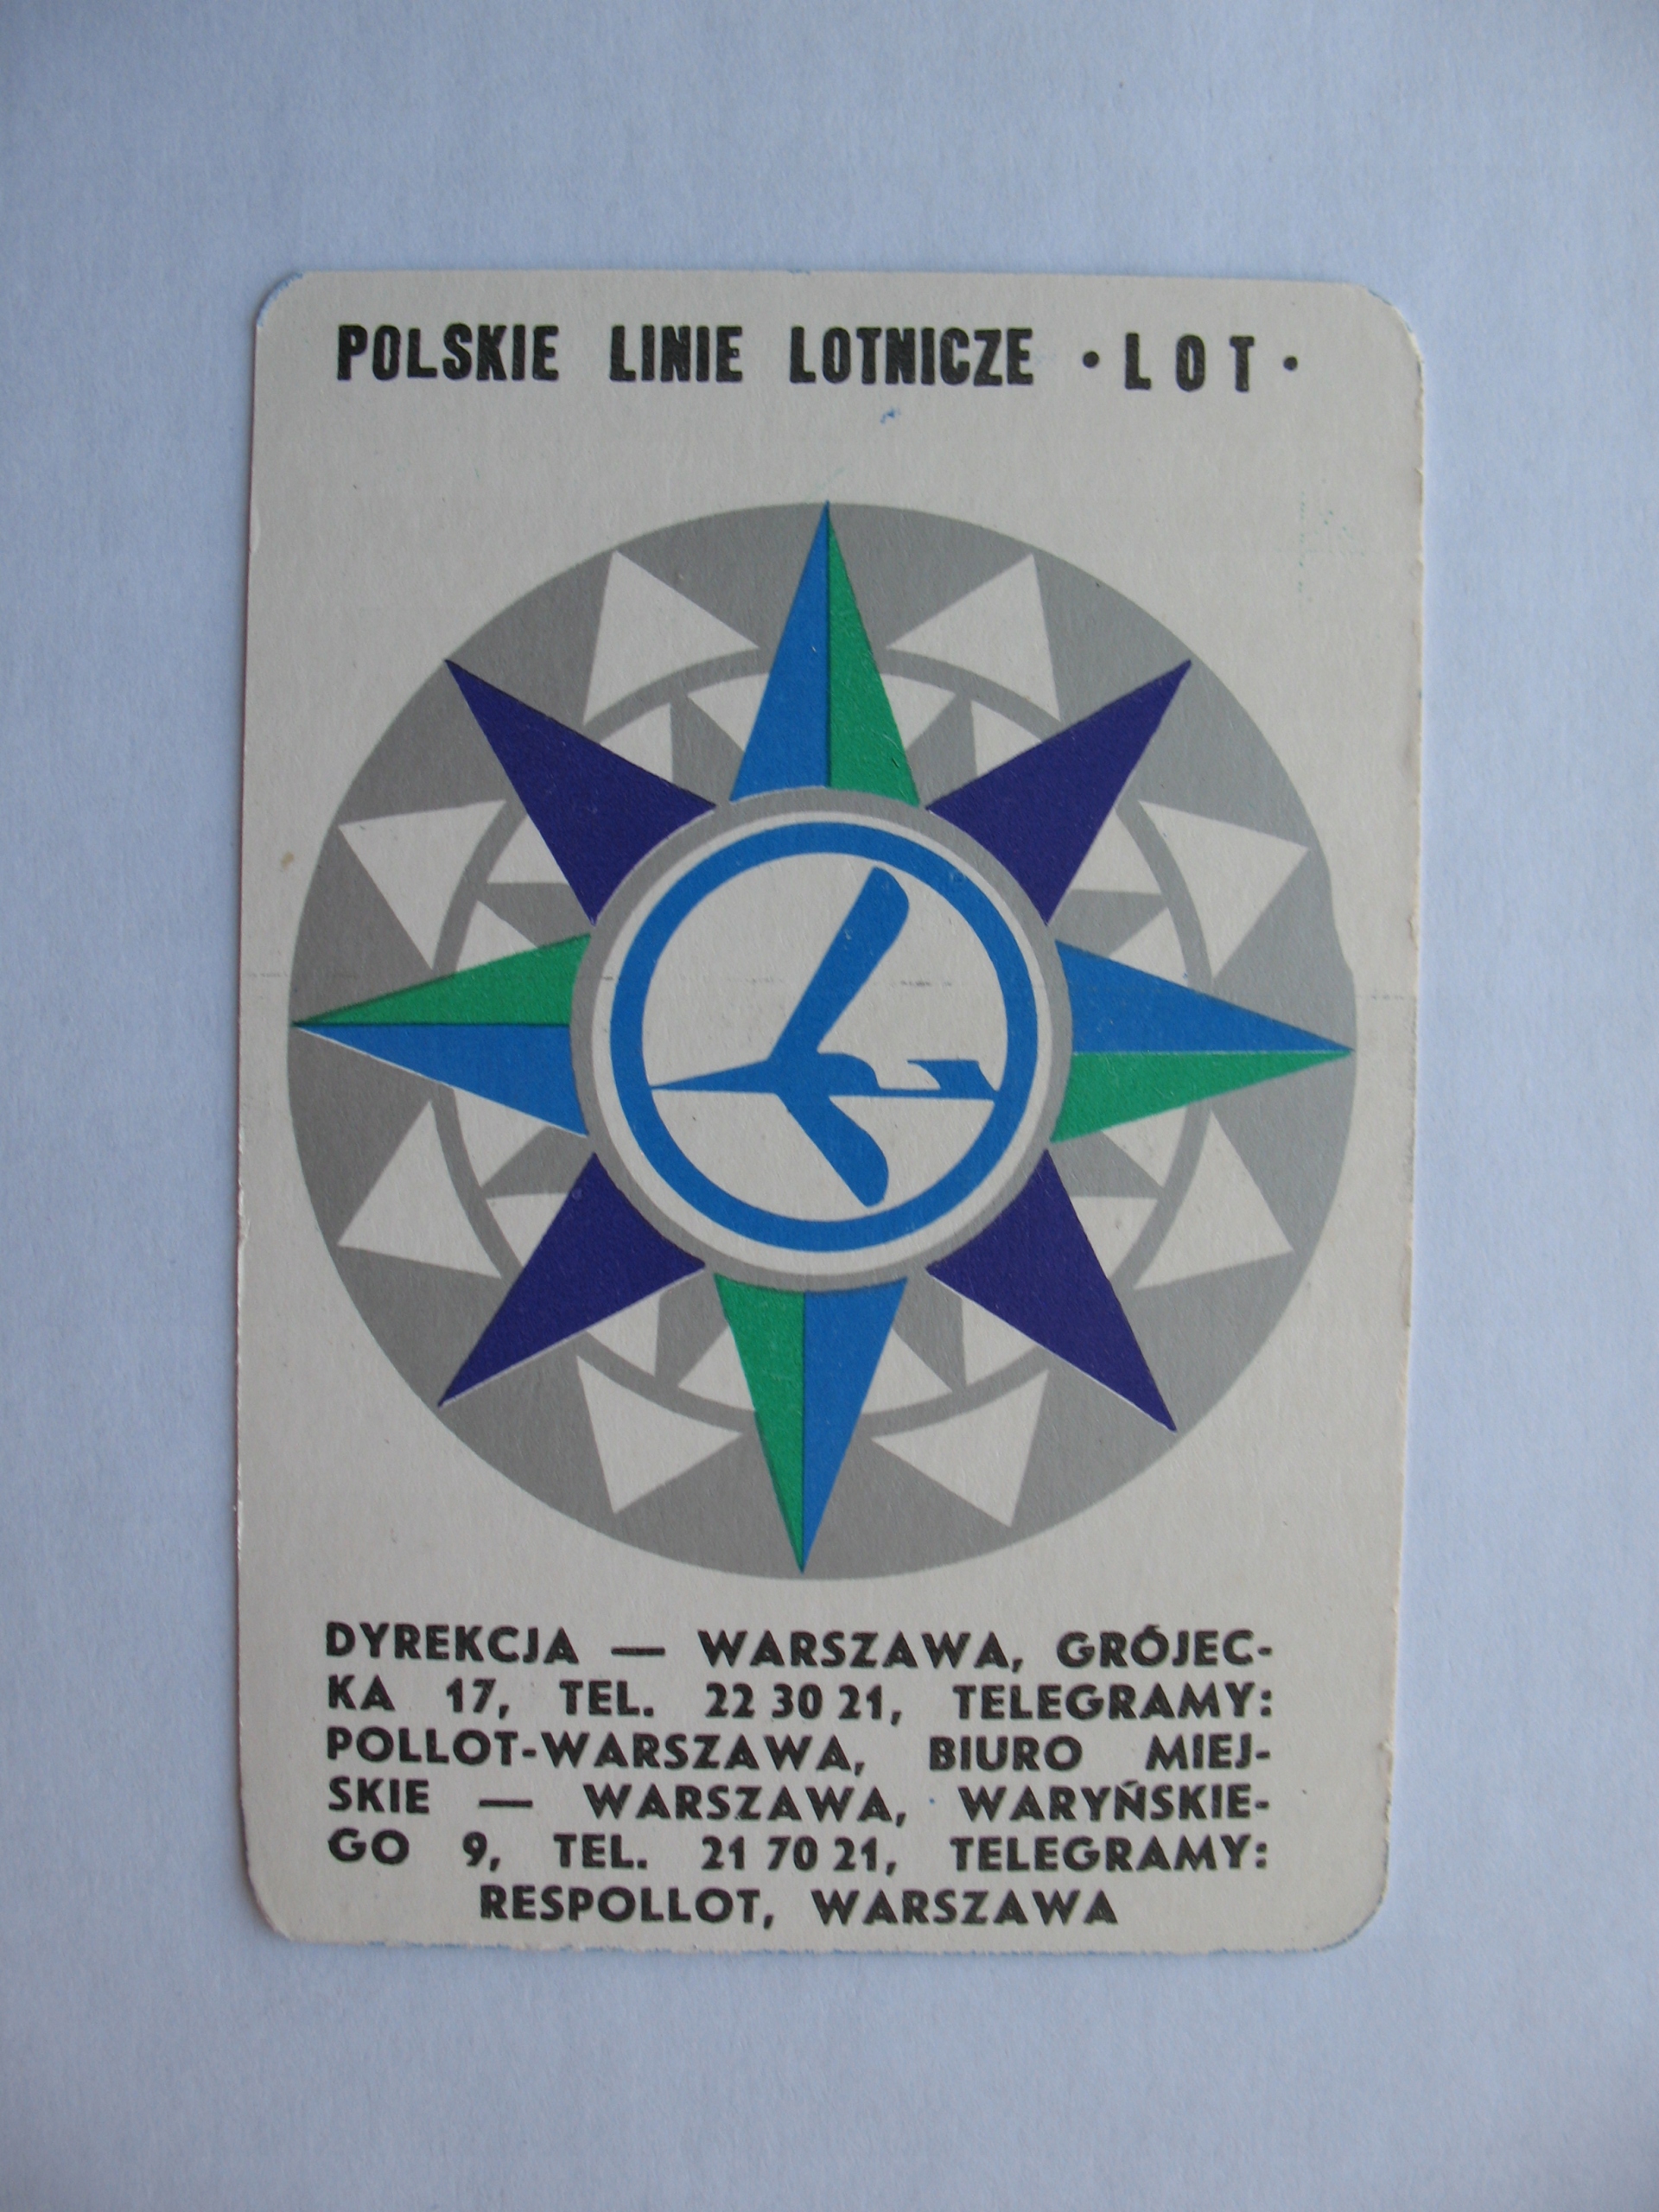 POLSKIE LINIE LOTNICZE • LOT •
DYREKCJA — WARSZAWA, GRÓJEC-
KA 17, TEL. 22 30 21, TELEGRAMY:
POLLOT-WARSZAWA, BIURO MIEJ-
SKIE — WARSZAWA, WARYŃSKIE-
GO 9, TEL. 21 70 21, TELEGRAMY:
RESPOLLOT, WARSZAWA